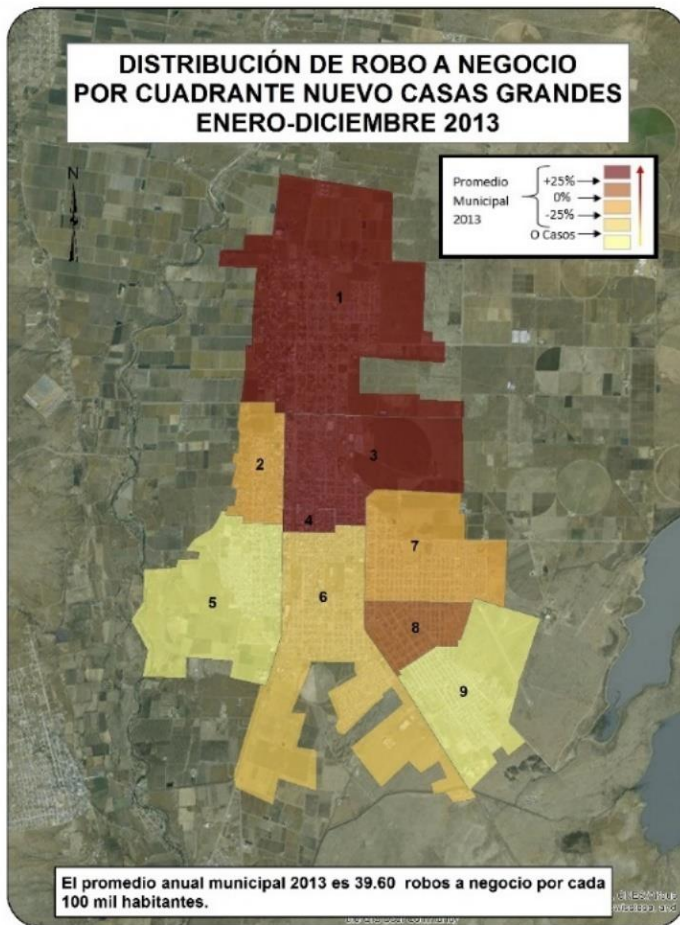 DISTRIBUCIÓN DE ROBO A NEGOCIO
POR CUADRANTE NUEVO CASAS GRANDES
ENERO-DICIEMBRE 2013
N
Promedio
Municipal
2013
+25%
0%
-25%
O Casos
1
2
3
4
5
6
7
8
9
El promedio anual municipal 2013 es 39.60 robos a negocio por cada
100 mil habitantes.